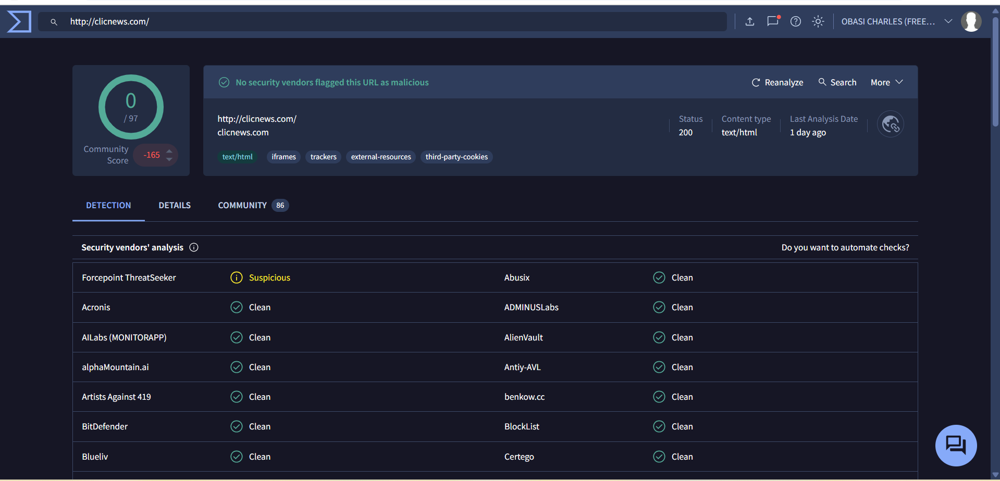 http://clicnews.com/
OBASI CHARLES (FREE...
0
/ 97
Community
Score
-165
No security vendors flagged this URL as malicious
Reanalyze
Search
More
http://clicnews.com/
clicnews.com
Status
200
Content type
text/html
Last Analysis Date
1 day ago
text/html
iframes
trackers
external-resources
third-party-cookies
DETECTION
DETAILS
COMMUNITY 86
Security vendors' analysis
Do you want to automate checks?
Forcepoint ThreatSeeker Suspicious Abusix Clean
Acronis Clean ADMINUSLabs Clean
AILabs (MONITORAPP) Clean AlienVault Clean
alphaMountain.ai Clean Antiy-AVL Clean
Artists Against 419 Clean benkow.cc Clean
BitDefender Clean BlockList Clean
Blueliv Clean Certego Clean